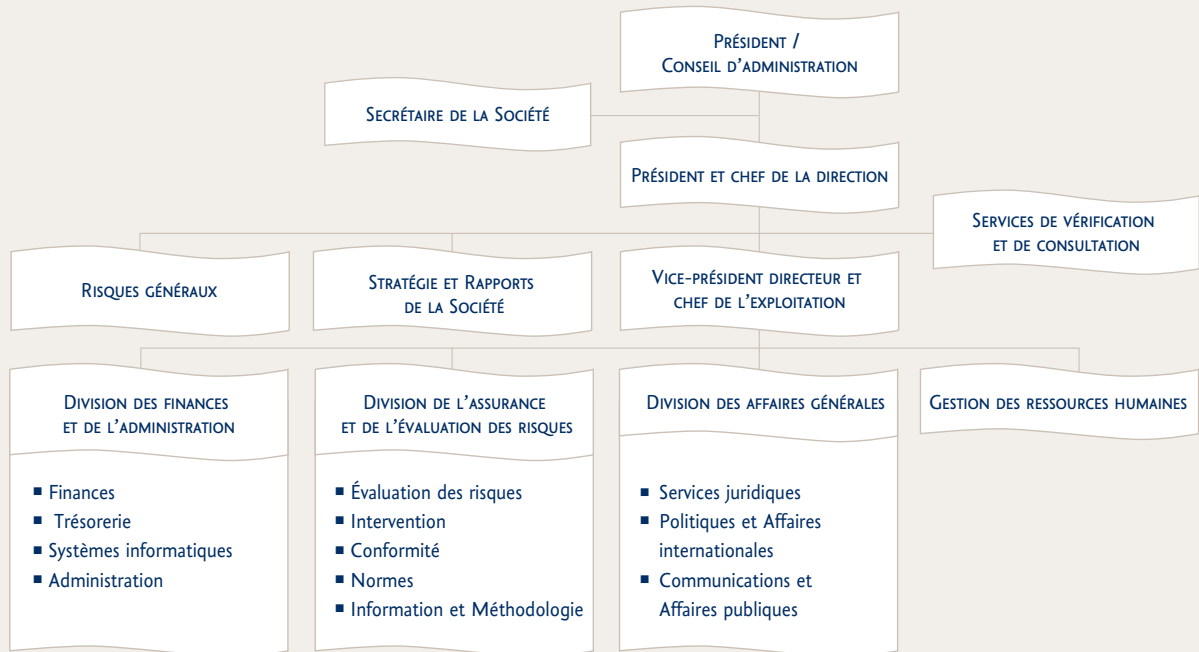 Président /
Conseil d'administration
Secrétaire de la Société
Président et chef de la direction
Services de vérification
et de consultation
Risques généraux
Stratégie et Rapports
de la Société
Vice-président directeur et
chef de l'exploitation
Division des finances
et de l'administration
■ Finances
■ Trésorerie
■ Systèmes informatiques
■ Administration
Division de l'assurance
et de l'évaluation des risques
■ Évaluation des risques
■ Intervention
■ Conformité
■ Normes
■ Information et Méthodologie
Division des affaires générales
■ Services juridiques
■ Politiques et Affaires
internationales
■ Communications et
Affaires publiques
Gestion des ressources humaines